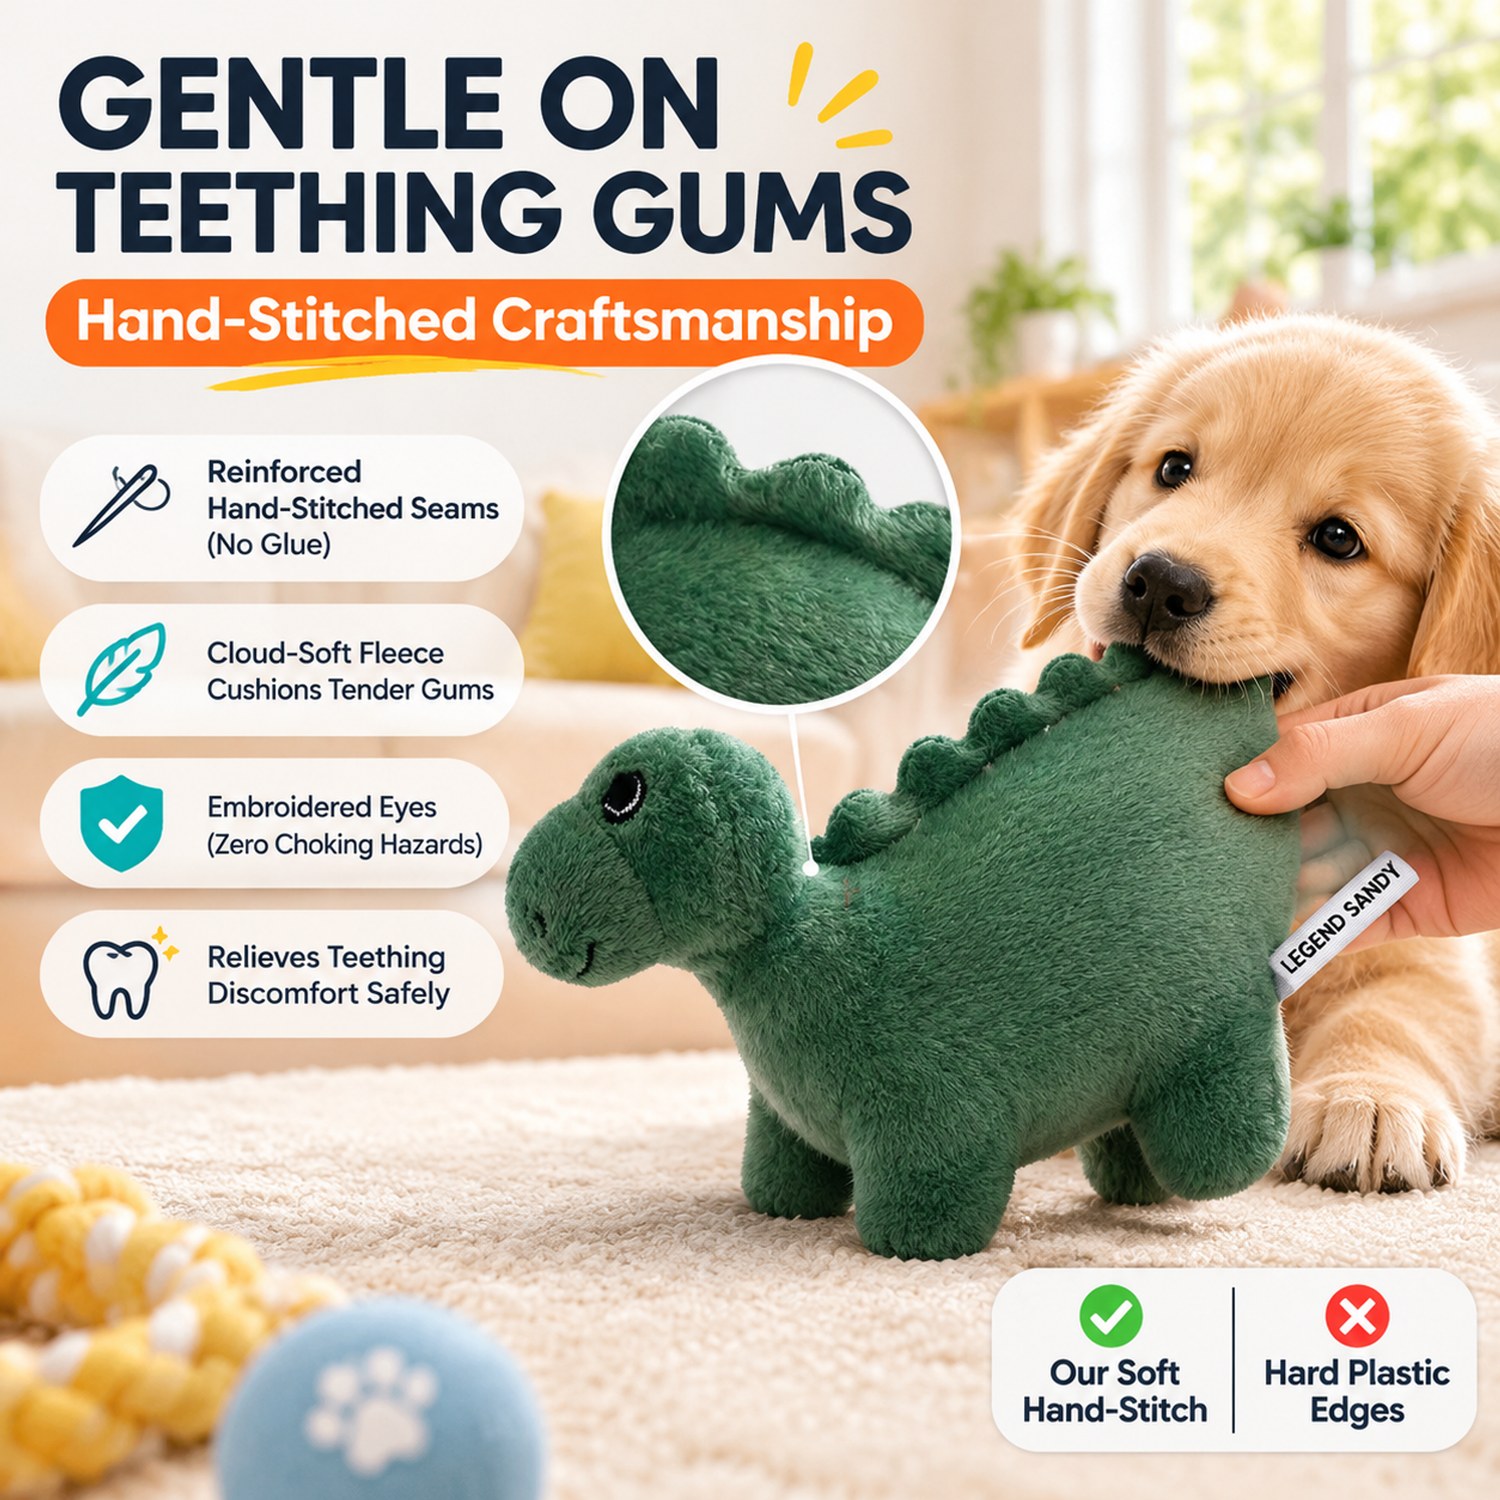 GENTLE ON
TEETHING GUMS
Hand-Stitched Craftsmanship
Reinforced
Hand-Stitched Seams
(No Glue)
Cloud-Soft Fleece
Cushions Tender Gums
Embroidered Eyes
(Zero Choking Hazards)
Relieves Teething
Discomfort Safely
LEGEND SANDY
Our Soft
Hand-Stitch
Hard Plastic
Edges